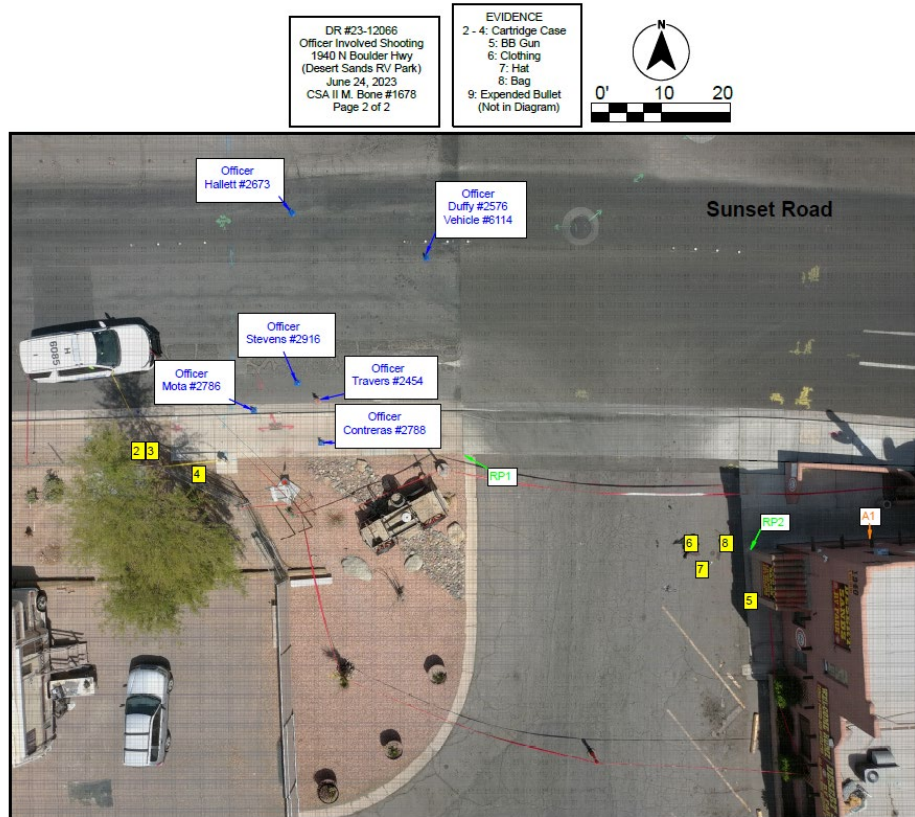 DR #23-12066
Officer Involved Shooting
1940 N Boulder Hwy
(Desert Sands RV Park)
June 24, 2023
CSA II M. Bone #1678
Page 2 of 2
EVIDENCE
2 - 4: Cartridge Case
5: BB Gun
6: Clothing
7: Hat
8: Bag
9: Expended Bullet
(Not in Diagram)
N
0' 10 20
Officer
Hallett #2673
Officer
Duffy #2576
Vehicle #6114
Sunset Road
Officer
Stevens #2916
Officer
Mota #2786
Officer
Travers #2454
Officer
Contreras #2788
H
6085
2 3
4
RP1
RP2
A1
6 8
7
5
1940